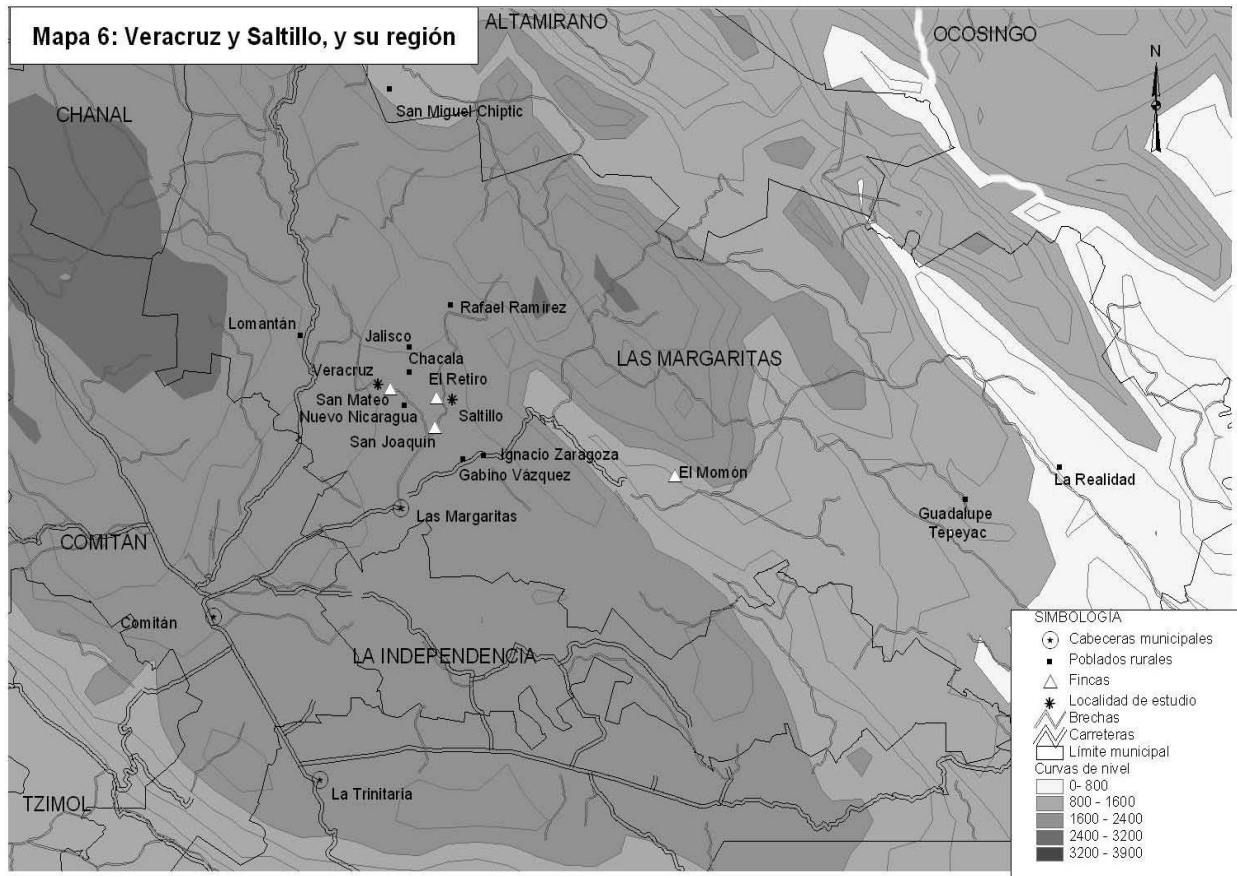 Mapa 6: Veracruz y Saltillo, y su región
ALTAMIRANO
OCOSINGO
N
CHANAL
San Miguel Chiptic
Rafael Ramírez
Lomantán
Jalisco
Chacala
LAS MARGARITAS
Veracruz
El Retiro
San Mateo
Nuevo Nicaragua
Saltillo
San Joaquín
Ignacio Zaragoza
Gabino Vázquez
El Momón
La Realidad
Guadalupe
Tepeyac
Las Margaritas
COMITÁN
Comitán
LA INDEPENDENCIA
La Trinitaria
TZIMOL
SIMBOLOGÍA
Cabeceras municipales
Poblados rurales
Fincas
Localidad de estudio
Brechas
Carreteras
Límite municipal
Curvas de nivel
0- 800
800 - 1600
1600 - 2400
2400 - 3200
3200 - 3900